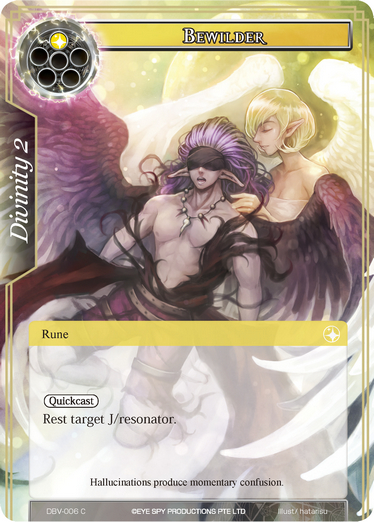 BEWILDER
Divinity 2
Rune
Quickcast
Rest target J/resonator.
Hallucinations produce momentary confusion.
DBV-006 C
©EYE SPY PRODUCTIONS PTE LTD
Illust/ hatarisu